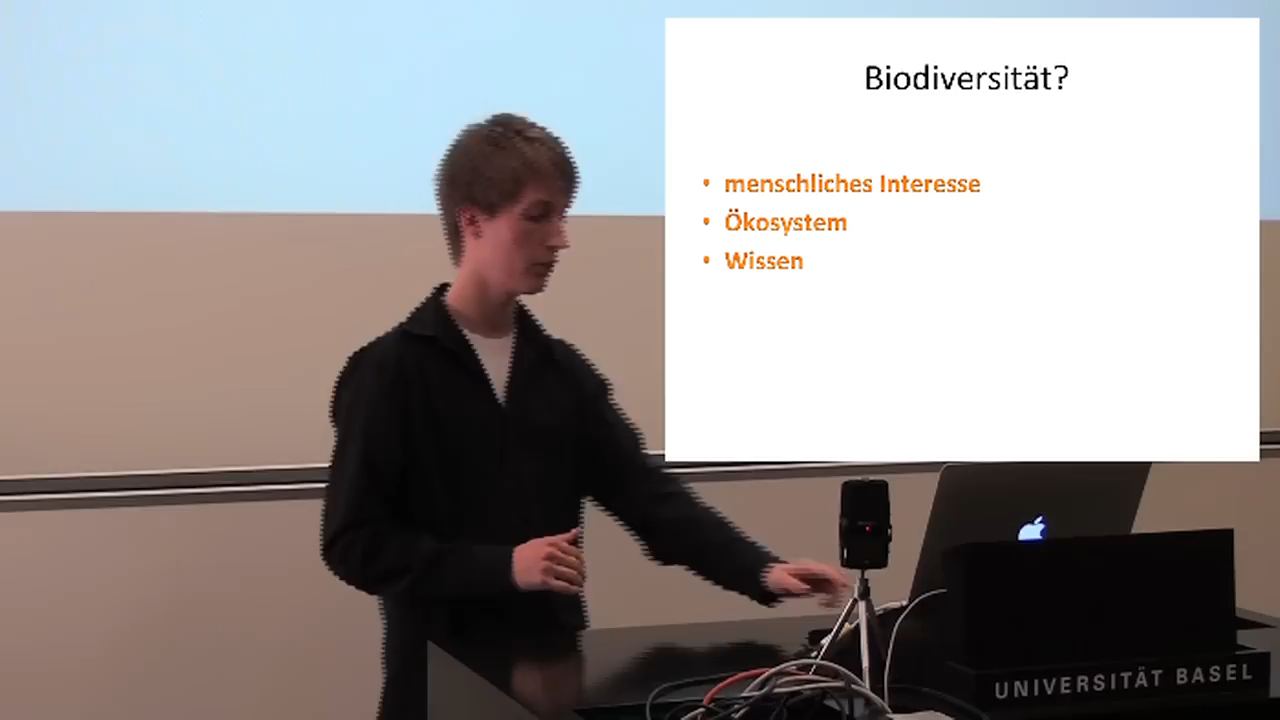 Biodiversität?
• menschliches Interesse
• Ökosystem
• Wissen
UNIVERSITÄT BASEL